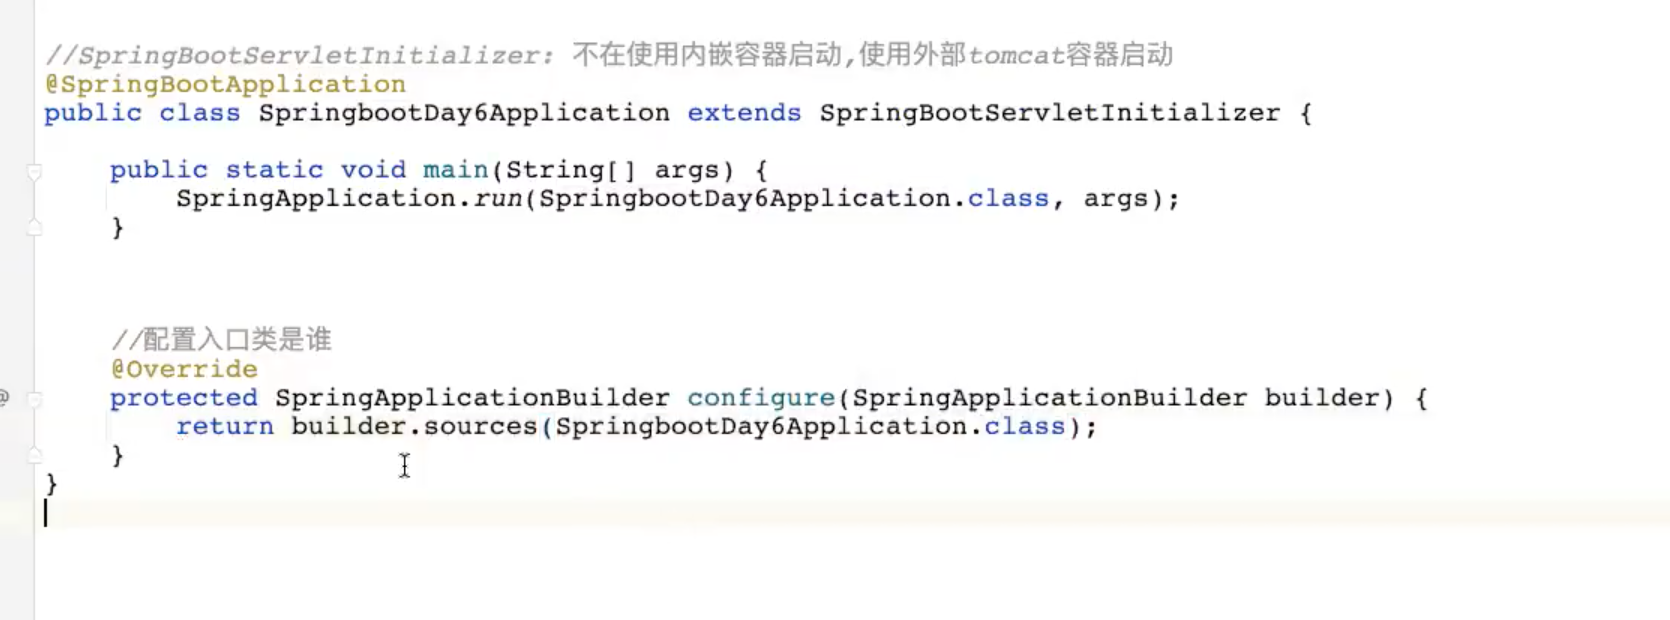 //SpringBootServletInitializer: 不在使用内嵌容器启动,使用外部tomcat容器启动
@SpringBootApplication
public class SpringbootDay6Application extends SpringBootServletInitializer {
public static void main(String[] args) {
SpringApplication.run(SpringbootDay6Application.class, args);
}
//配置入口类是谁
@Override
@
protected SpringApplicationBuilder configure(SpringApplicationBuilder builder) {
return builder.sources(SpringbootDay6Application.class);
}
}